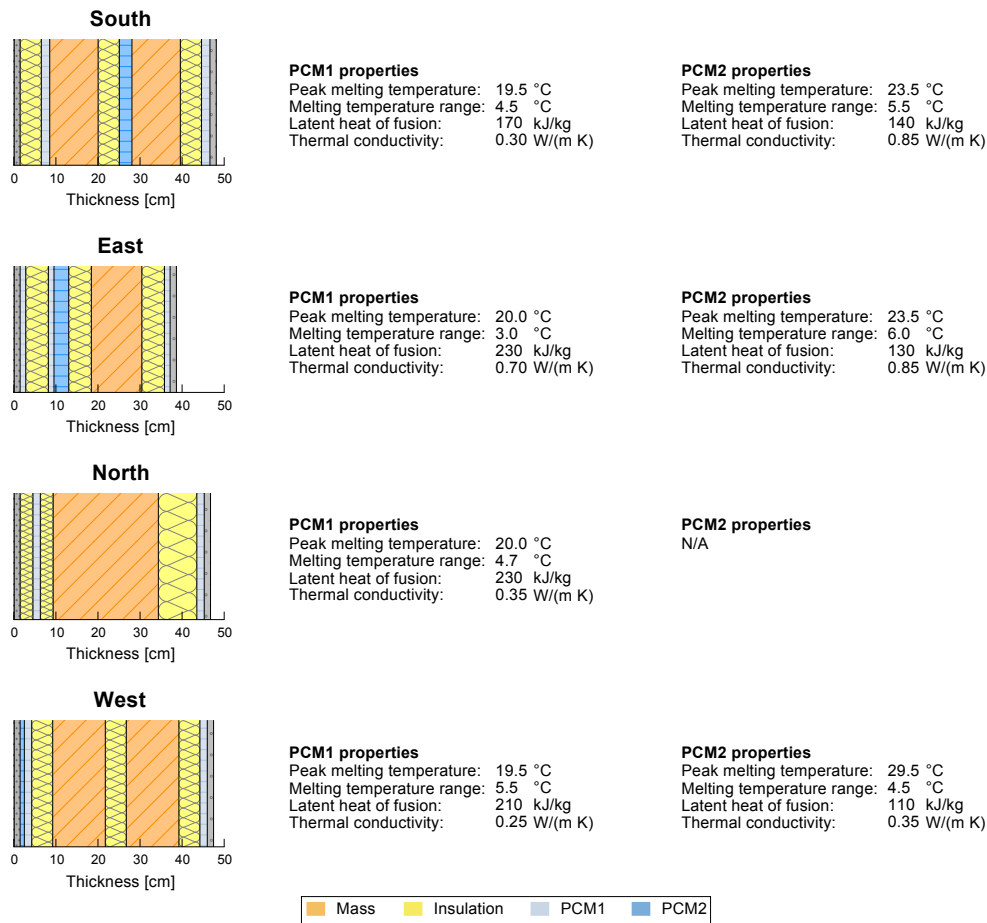 South
PCM1 properties
Peak melting temperature: 19.5 °C
Melting temperature range: 4.5 °C
Latent heat of fusion: 170 kJ/kg
Thermal conductivity: 0.30 W/(m K)
PCM2 properties
Peak melting temperature: 23.5 °C
Melting temperature range: 5.5 °C
Latent heat of fusion: 140 kJ/kg
Thermal conductivity: 0.85 W/(m K)
0 10 20 30 40 50
Thickness [cm]
East
PCM1 properties
Peak melting temperature: 20.0 °C
Melting temperature range: 3.0 °C
Latent heat of fusion: 230 kJ/kg
Thermal conductivity: 0.70 W/(m K)
PCM2 properties
Peak melting temperature: 23.5 °C
Melting temperature range: 6.0 °C
Latent heat of fusion: 130 kJ/kg
Thermal conductivity: 0.85 W/(m K)
0 10 20 30 40 50
Thickness [cm]
North
PCM1 properties
Peak melting temperature: 20.0 °C
Melting temperature range: 4.7 °C
Latent heat of fusion: 230 kJ/kg
Thermal conductivity: 0.35 W/(m K)
PCM2 properties
N/A
0 10 20 30 40 50
Thickness [cm]
West
PCM1 properties
Peak melting temperature: 19.5 °C
Melting temperature range: 5.5 °C
Latent heat of fusion: 210 kJ/kg
Thermal conductivity: 0.25 W/(m K)
PCM2 properties
Peak melting temperature: 29.5 °C
Melting temperature range: 4.5 °C
Latent heat of fusion: 110 kJ/kg
Thermal conductivity: 0.35 W/(m K)
0 10 20 30 40 50
Thickness [cm]
Mass Insulation PCM1 PCM2